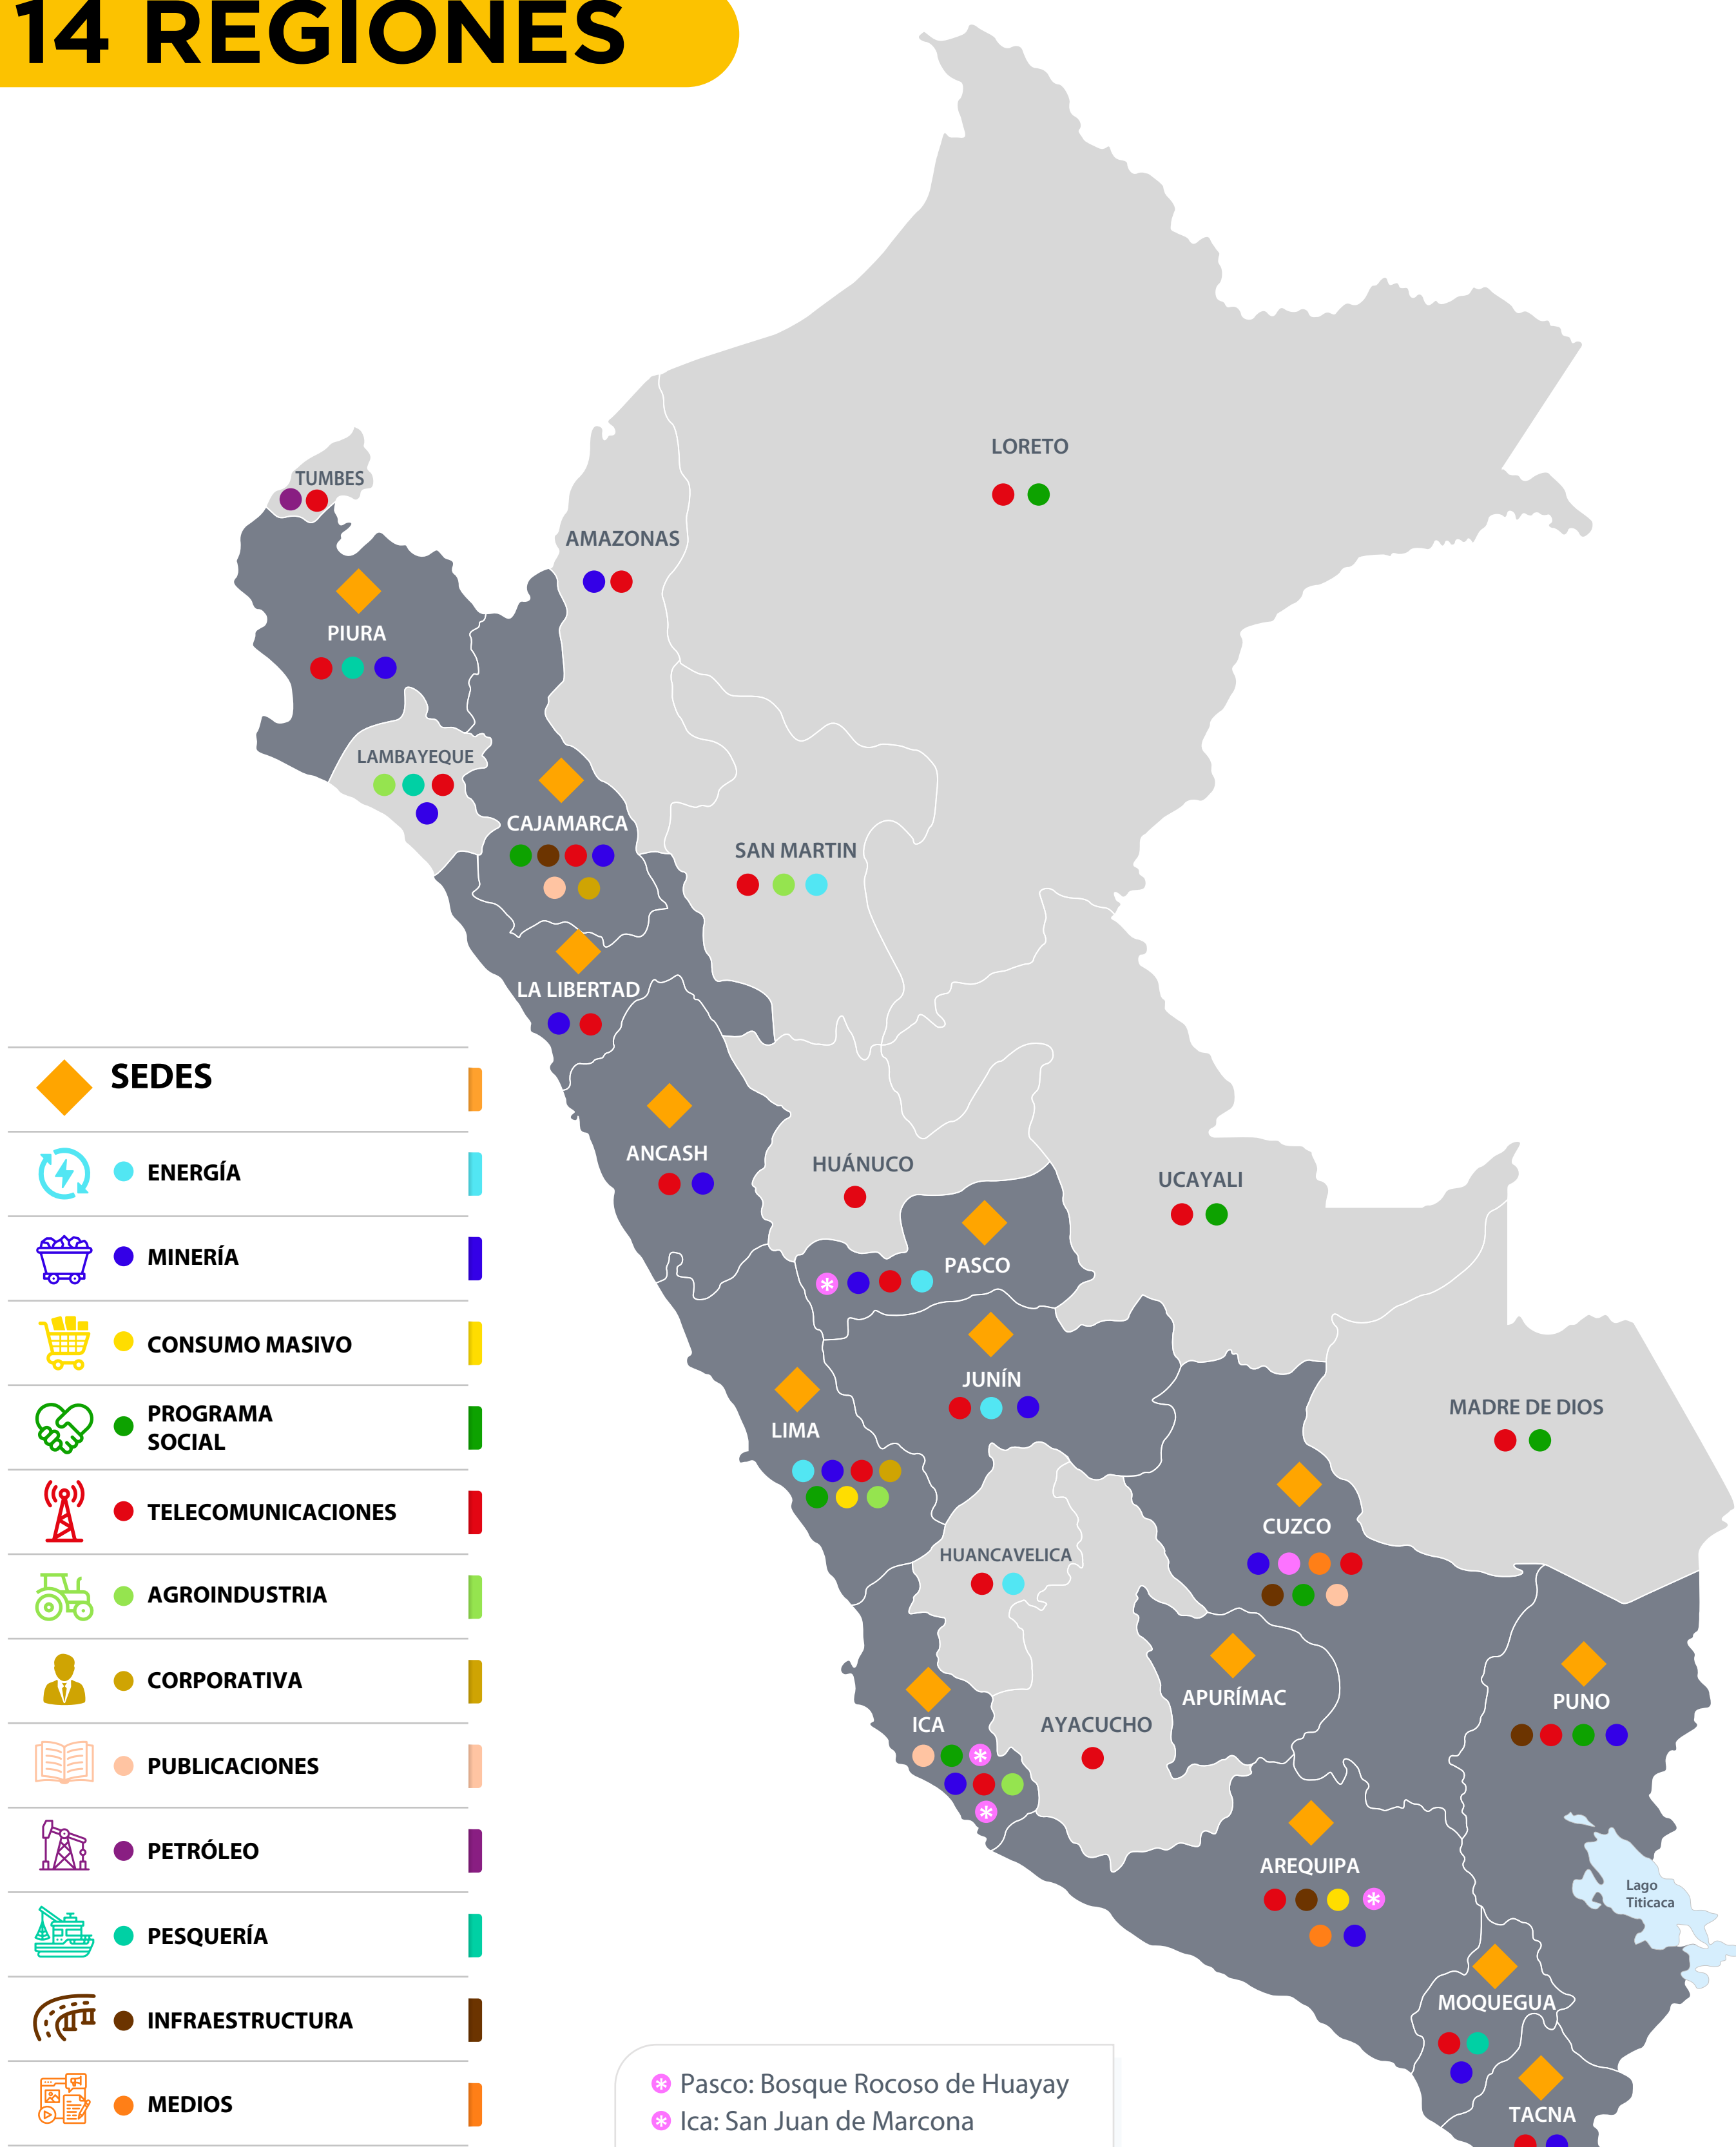 14 REGIONES
LORETO
TUMBES
AMAZONAS
PIURA
LAMBAYEQUE
CAJAMARCA
SAN MARTIN
LA LIBERTAD
ANCASH
HUÁNUCO
UCAYALI
PASCO
JUNÍN
LIMA
MADRE DE DIOS
CUZCO
HUANCAVELICA
APURÍMAC
PUNO
ICA
AYACUCHO
AREQUIPA
Lago
Titicaca
MOQUEGUA
TACNA
SEDES
ENERGÍA
MINERÍA
CONSUMO MASIVO
PROGRAMA
SOCIAL
TELECOMUNICACIONES
AGROINDUSTRIA
CORPORATIVA
PUBLICACIONES
PETRÓLEO
PESQUERÍA
INFRAESTRUCTURA
MEDIOS
Pasco: Bosque Rocoso de Huayay
Ica: San Juan de Marcona